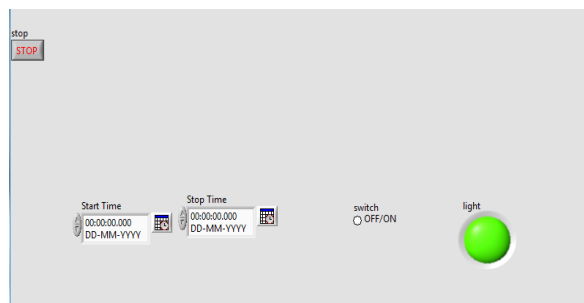 stop
STOP
Start Time
00:00:00.000
DD-MM-YYYY
Stop Time
00:00:00.000
DD-MM-YYYY
switch
OFF/ON
light